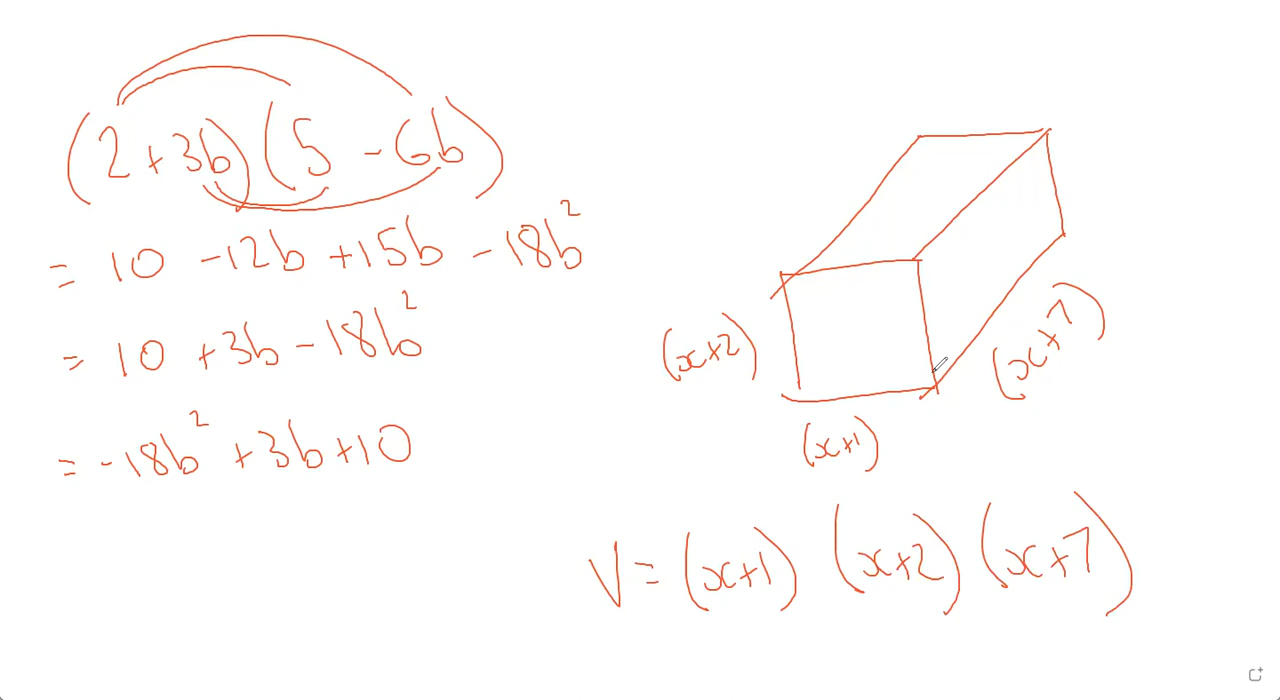 (2 + 3b) (5 - 6b)
= 10 - 12b + 15b - 18b²
= 10 + 3b - 18b²
= -18b² + 3b + 10
(x+2)
(x+7)
(x+1)
V = (x+1) (x+2) (x+7)